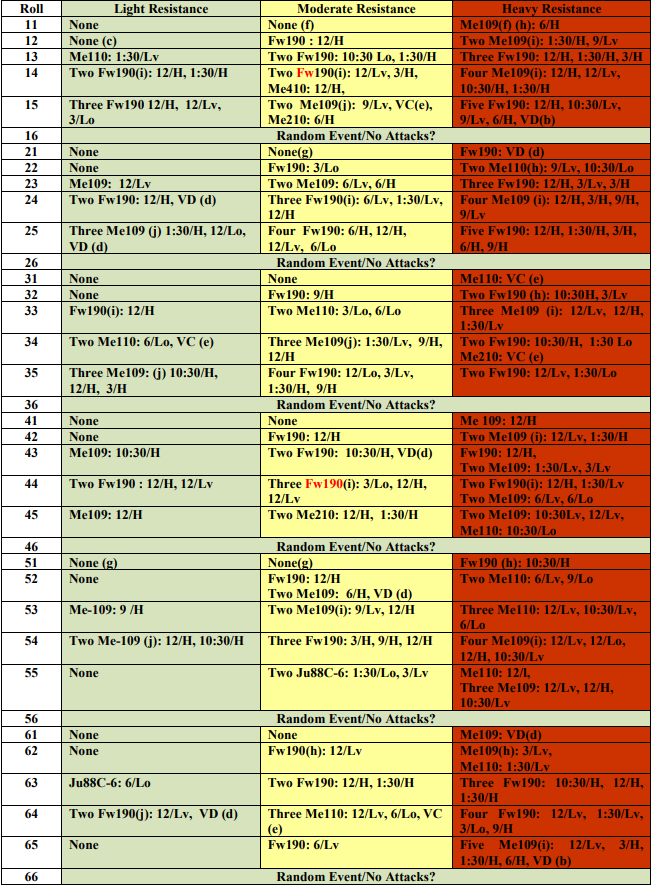 Roll Light Resistance Moderate Resistance Heavy Resistance
11 None None (f) Me109(f) (h): 6/H
12 None (c) Fw190 : 12/H Two Me109(i): 1:30/H, 9/Lv
13 Me110: 1:30/Lv Two Fw190: 10:30 Lo, 1:30/H Three Fw190: 12/H, 1:30/H, 3/H
14 Two Fw190(i): 12/H, 1:30/H Two Fw190(i): 12/Lv, 3/H, Four Me109(i): 12/H, 12/Lv,
Me410: 12/H, 10:30/H, 1:30/H
15 Three Fw190 12/H, 12/Lv, Two Me109(j): 9/Lv, VC(e), Five Fw190: 12/H, 10:30/Lv,
3/Lo Me210: 6/H 9/Lv, 6/H, VD(b)
16 Random Event/No Attacks?
21 None None(g) Fw190: VD (d)
22 None Fw190: 3/Lo Two Me110(h): 9/Lv, 10:30/Lo
23 Me109: 12/Lv Two Me109: 6/Lv, 6/H Three Fw190: 12/H, 3/Lv, 3/H
24 Two Fw190: 12/H, VD (d) Three Fw190(i): 6/Lv, 1:30/Lv, Four Me109 (i): 12/H, 3/H, 9/H,
12/H 9/Lv
25 Three Me109 (j) 1:30/H, 12/Lo, Four Fw190: 6/H, 12/H, Five Fw190: 12/H, 1:30/H, 3/H,
VD (d) 12/Lv, 6/Lo 6/H, 9/H
26 Random Event/No Attacks?
31 None None Me110: VC (e)
32 None Fw190: 9/H Two Fw190 (h): 10:30H, 3/Lv
33 Fw190(i): 12/H Two Me110: 3/Lo, 6/Lo Three Me109 (i): 12/Lv, 12/H,
1:30/Lv
34 Two Me110: 6/Lo, VC (e) Three Me109(j): 1:30/Lv, 9/H, Two Fw190: 10:30/H, 1:30 Lo
12/H Me210: VC (e)
35 Three Me109: (j) 10:30/H, Four Fw190: 12/Lo, 3/Lv, Two Fw190: 12/Lv, 1:30/Lo
12/H, 3/H 1:30/H, 9/H
36 Random Event/No Attacks?
41 None None Me 109: 12/H
42 None Fw190: 12/H Two Me109 (i): 12/Lv, 1:30/H
43 Me109: 10:30/H Two Fw190: 10:30/H, VD(d) Fw190: 12/H,
Two Me109: 1:30/Lv, 3/Lv
44 Two Fw190 : 12/H, 12/Lv Three Fw190(i): 3/Lo, 12/H, Two Fw190(i): 12/H, 1:30/Lv
12/Lv Two Me109: 6/Lv, 6/Lo
45 Me109: 12/H Two Me210: 12/H, 1:30/H Two Me109: 10:30Lv, 12/Lv,
Me110: 10:30/Lo
46 Random Event/No Attacks?
51 None (g) None(g) Fw190 (h): 10:30/H
52 None Fw190: 12/H Two Me110: 6/Lv, 9/Lo
Two Me109: 6/H, VD (d)
53 Me-109: 9 /H Two Me109(i): 9/Lv, 12/H Three Me110: 12/Lv, 10:30/Lv,
6/Lo
54 Two Me-109 (j): 12/H, 10:30/H Three Fw190: 3/H, 9/H, 12/H Four Me109(i): 12/Lv, 12/Lo,
12/H, 10:30/Lv
55 None Two Ju88C-6: 1:30/Lo, 3/Lv Me110: 12/l,
Three Me109: 12/Lv, 12/H,
10:30/Lv
56 Random Event/No Attacks?
61 None None Me109: VD(d)
62 None Fw190(h): 12/Lv Me109(h): 3/Lv,
Me110: 1:30/Lv
63 Ju88C-6: 6/Lo Two Fw190: 12/H, 1:30/H Three Fw190: 10:30/H, 12/H,
1:30/H
64 Two Fw190(j): 12/Lv, VD (d) Three Me110: 12/Lv, 6/Lo, VC Four Fw190: 12/Lv, 1:30/Lv,
(e) 3/Lo, 9/H
65 None Fw190: 6/Lv Five Me109(i): 12/Lv, 3/H,
1:30/H, 6/H, VD (b)
66 Random Event/No Attacks?